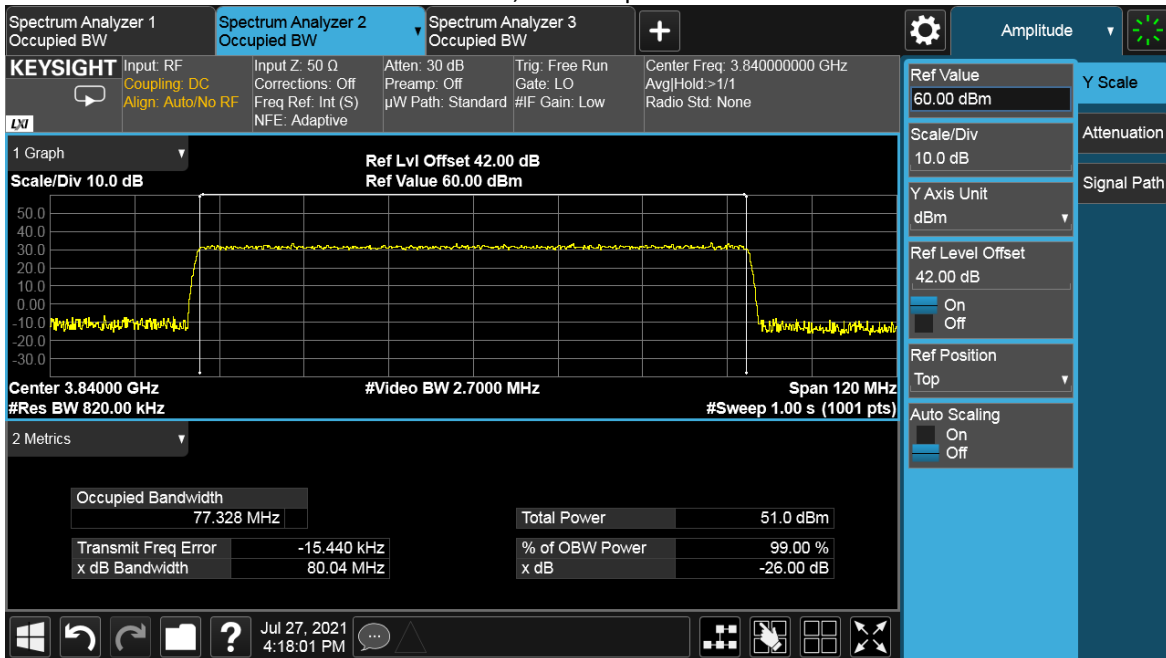 Spectrum Analyzer 1
Occupied BW
Spectrum Analyzer 2
Occupied BW
Spectrum Analyzer 3
Occupied BW
+
Amplitude
KEYSIGHT
LXI
Input: RF
Coupling: DC
Align: Auto/No RF
Input Z: 50 Ω
Corrections: Off
Freq Ref: Int (S)
NFE: Adaptive
Atten: 30 dB
Preamp: Off
µW Path: Standard
Trig: Free Run
Gate: LO
#IF Gain: Low
Center Freq: 3.840000000 GHz
Avg|Hold:>1/1
Radio Std: None
1 Graph
Scale/Div 10.0 dB
Ref Lvl Offset 42.00 dB
Ref Value 60.00 dBm
50.0
40.0
30.0
20.0
10.0
0.00
-10.0
-20.0
-30.0
Center 3.84000 GHz
#Res BW 820.00 kHz
#Video BW 2.7000 MHz
Span 120 MHz
#Sweep 1.00 s (1001 pts)
2 Metrics
Occupied Bandwidth
77.328 MHz
Transmit Freq Error -15.440 kHz
x dB Bandwidth 80.04 MHz
Total Power 51.0 dBm
% of OBW Power 99.00 %
x dB -26.00 dB
?
Jul 27, 2021
4:18:01 PM
Ref Value
60.00 dBm
Scale/Div
10.0 dB
Y Axis Unit
dBm
Ref Level Offset
42.00 dB
On
Off
Ref Position
Top
Auto Scaling
On
Off
Y Scale
Attenuation
Signal Path